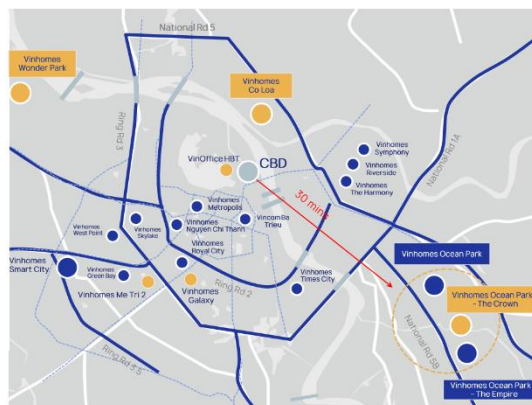 National Rd 5
Vinhomes
Wonder Park
Vinhomes
Co Loa
Ring Rd 3
National Rd 1A
VinOffice HBT
CBD
Vinhomes
Symphony
Vinhomes
Riverside
Vinhomes
The Harmony
30 mins
Vinhomes
Metropolis
Vincom Ba
Trieu
Vinhomes
Skylake
Vinhomes
Nguyen Chi Thanh
Vinhomes
West Point
Vinhomes
Royal City
Vinhomes Ocean Park
Vinhomes
Smart City
Vinhomes
Green Bay
Vinhomes Me Tri 2
Vinhomes
Galaxy
Ring Rd 2
Vinhomes
Times City
Vinhomes Ocean Park
- The Crown
National Rd 5B
Ring Rd 3.5
Vinhomes Ocean Park
- The Empire